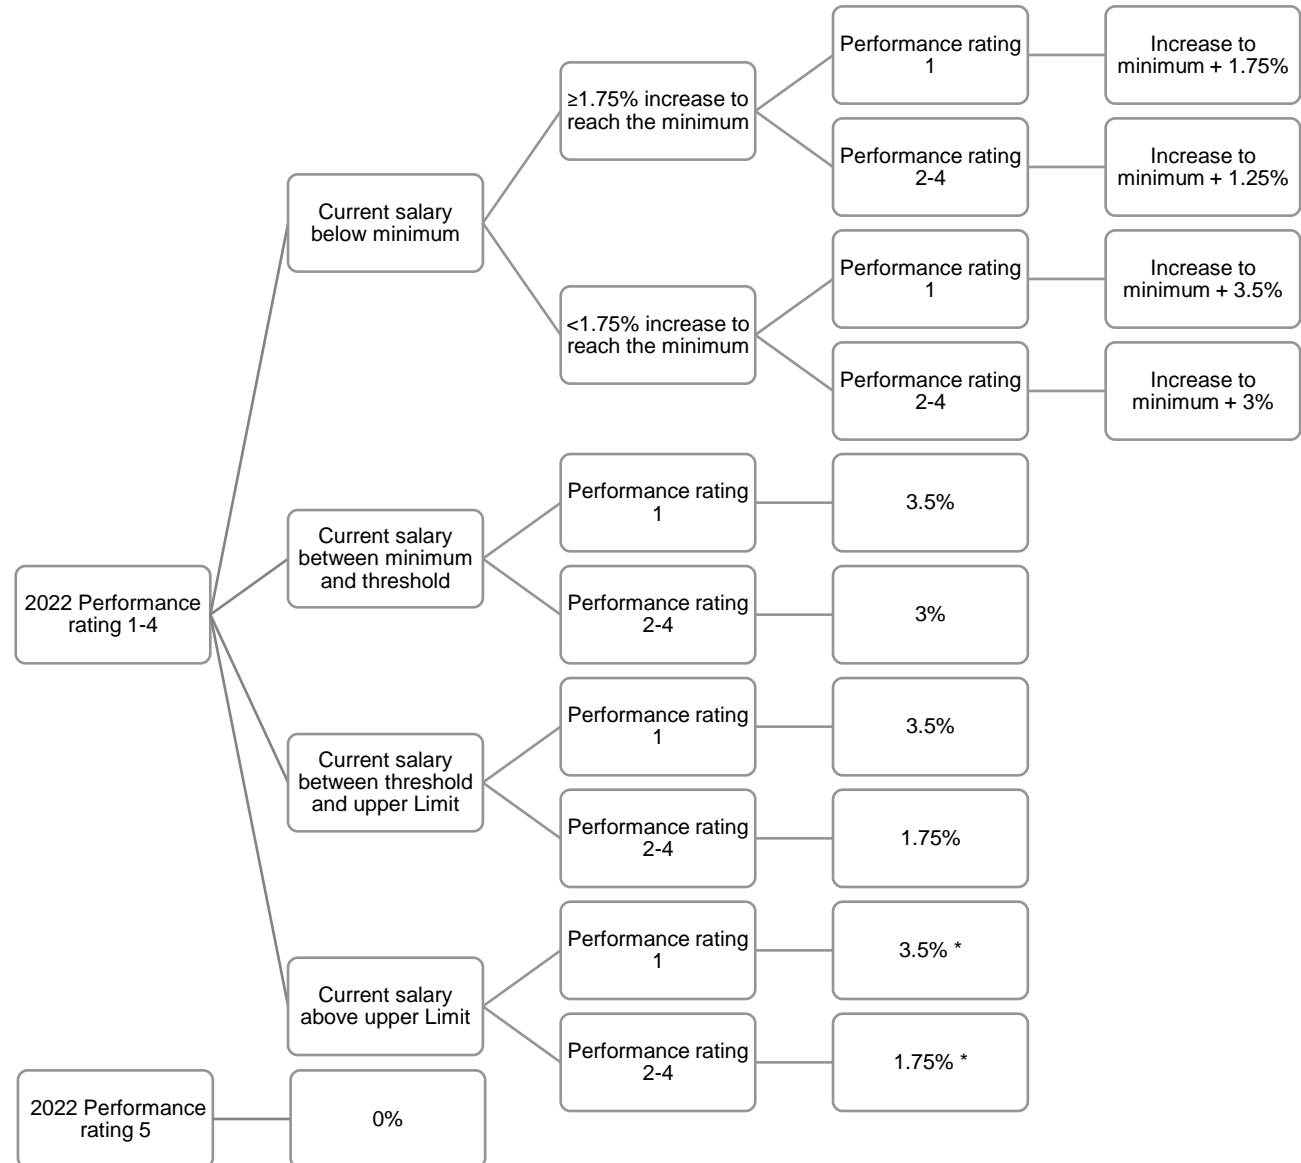 2022 Performance
rating 1-4
Current salary
below minimum
≥1.75% increase to
reach the minimum
Performance rating
1
Increase to
minimum + 1.75%
Performance rating
2-4
Increase to
minimum + 1.25%
<1.75% increase to
reach the minimum
Performance rating
1
Increase to
minimum + 3.5%
Performance rating
2-4
Increase to
minimum + 3%
Current salary
between minimum
and threshold
Performance rating
1
3.5%
Performance rating
2-4
3%
Current salary
between threshold
and upper Limit
Performance rating
1
3.5%
Performance rating
2-4
1.75%
Current salary
above upper Limit
Performance rating
1
3.5% *
Performance rating
2-4
1.75% *
2022 Performance
rating 5
0%